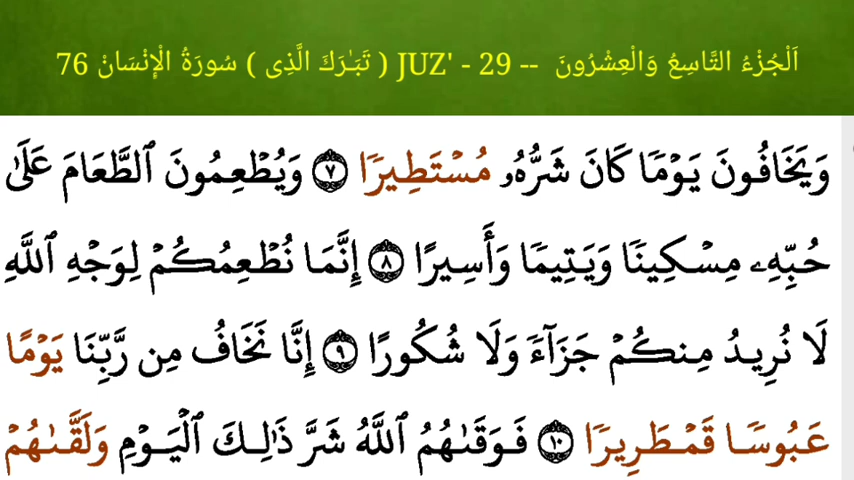 اَلْجُزْءُ التَّاسِعُ وَالْعِشْرُونَ -- JUZ' - 29 ( تَبَـٰرَكَ الَّذِى ) سُورَةُ الْإِنْسَانْ 76
وَيَخَافُونَ يَوْمًا كَانَ شَرُّهُۥ مُسْتَطِيرًا ۝٧ وَيُطْعِمُونَ ٱلطَّعَامَ عَلَىٰ
حُبِّهِۦ مِسْكِينًا وَيَتِيمًا وَأَسِيرًا ۝٨ إِنَّمَا نُطْعِمُكُمْ لِوَجْهِ ٱللَّهِ
لَا نُرِيدُ مِنكُمْ جَزَآءً وَلَا شُكُورًا ۝٩ إِنَّا نَخَافُ مِن رَّبِّنَا يَوْمًا
عَبُوسًا قَمْطَرِيرًا ۝١٠ فَوَقَىٰهُمُ ٱللَّهُ شَرَّ ذَٰلِكَ ٱلْيَوْمِ وَلَقَّىٰهُمْ